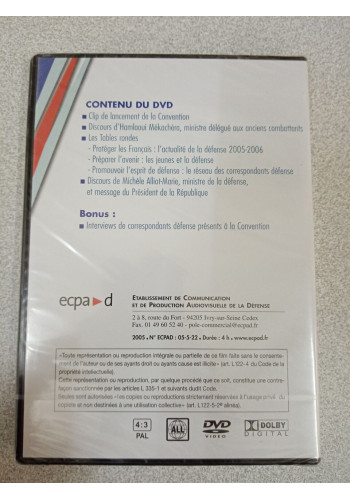 CONTENU DU DVD
■ Clip de lancement de la Convention
■ Discours d'Hamlaoui Mékachéra, ministre délégué aux anciens combattants
■ Les Tables rondes
- Protéger les Français : l'actualité de la défense 2005-2006
- Préparer l'avenir : les jeunes et la défense
- Promouvoir l'esprit de défense : le réseau des correspondants défense
■ Discours de Michèle Alliot-Marie, ministre de la défense,
et message du Président de la République
Bonus :
■ Interviews de correspondants défense présents à la Convention
ecpa d
ETABLISSEMENT DE COMMUNICATION
ET DE PRODUCTION AUDIOVISUELLE DE LA DÉFENSE
2 à 8, route du Fort - 94205 Ivry-sur-Seine Cedex
Fax. 01 49 60 52 40 - pole-commercial@ecpad.fr
2005 • N° ECPAD : 05-5-22 • Durée : 4 h • www.ecpad.fr
«Toute représentation ou reproduction intégrale ou partielle de ce film faite sans le consente-
ment de l'auteur ou de ses ayants droit ou ayants cause est illicite» (art. L122-4 du Code de la
propriété intellectuelle).
Cette représentation ou reproduction, par quelque procédé que ce soit, constitue une contre-
façon sanctionnée par les articles L 335-1 et suivants dudit Code.
Seules sont autorisées «les copies ou reproductions strictement réservées à l'usage privé du
copiste et non destinées à une utilisation collective» (art. L122-5-2° alinéa).
4:3
PAL
ALL
DVD
VIDEO
DOLBY
DIGITAL